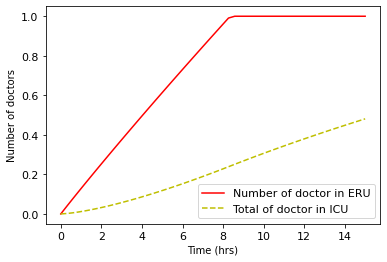 1.0
0.8
0.6
0.4
0.2
0.0
Number of doctors
Number of doctor in ERU
Total of doctor in ICU
0 2 4 6 8 10 12 14
Time (hrs)